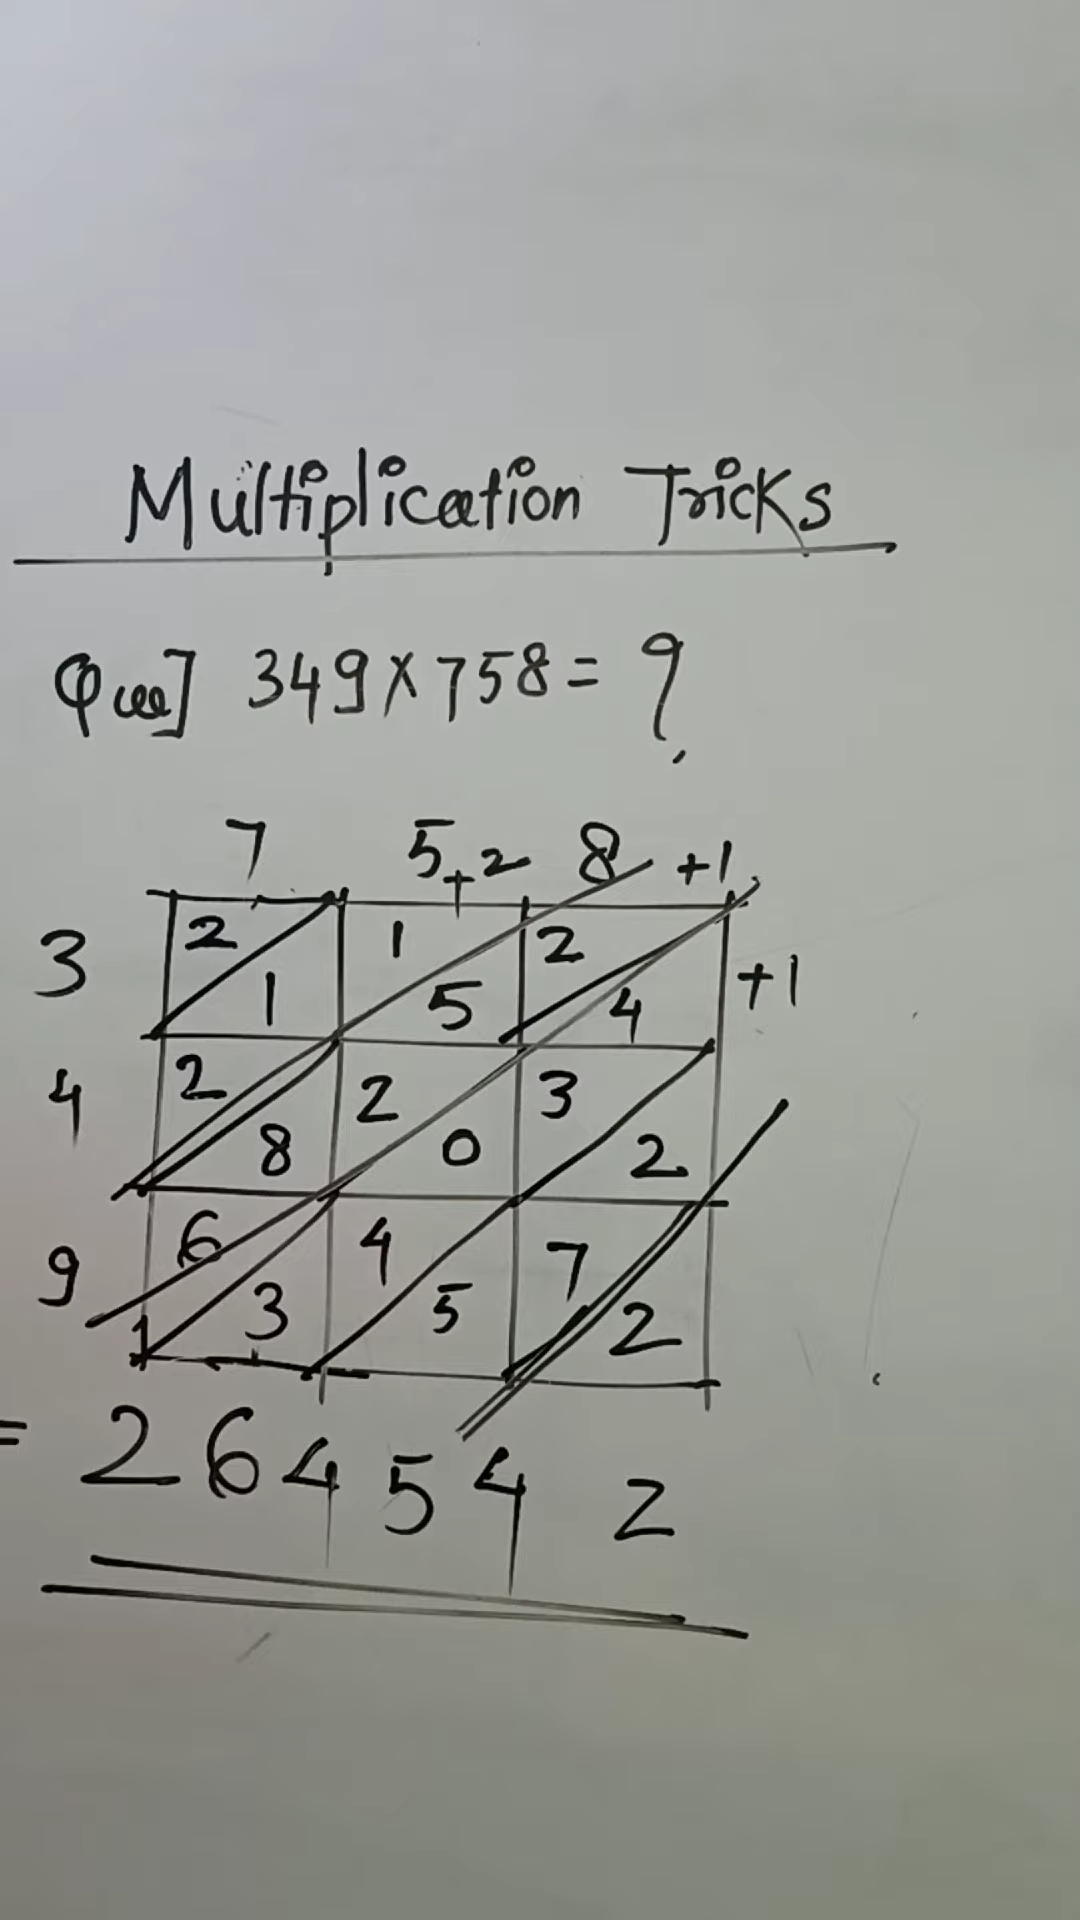 Multiplication Tricks
Que] 349×758=?
7 5+2 8 +1
3 2 1 1 5 2 4 +1
4 2 8 2 0 3 2
9 6 3 4 5 7 2
1
= 264542